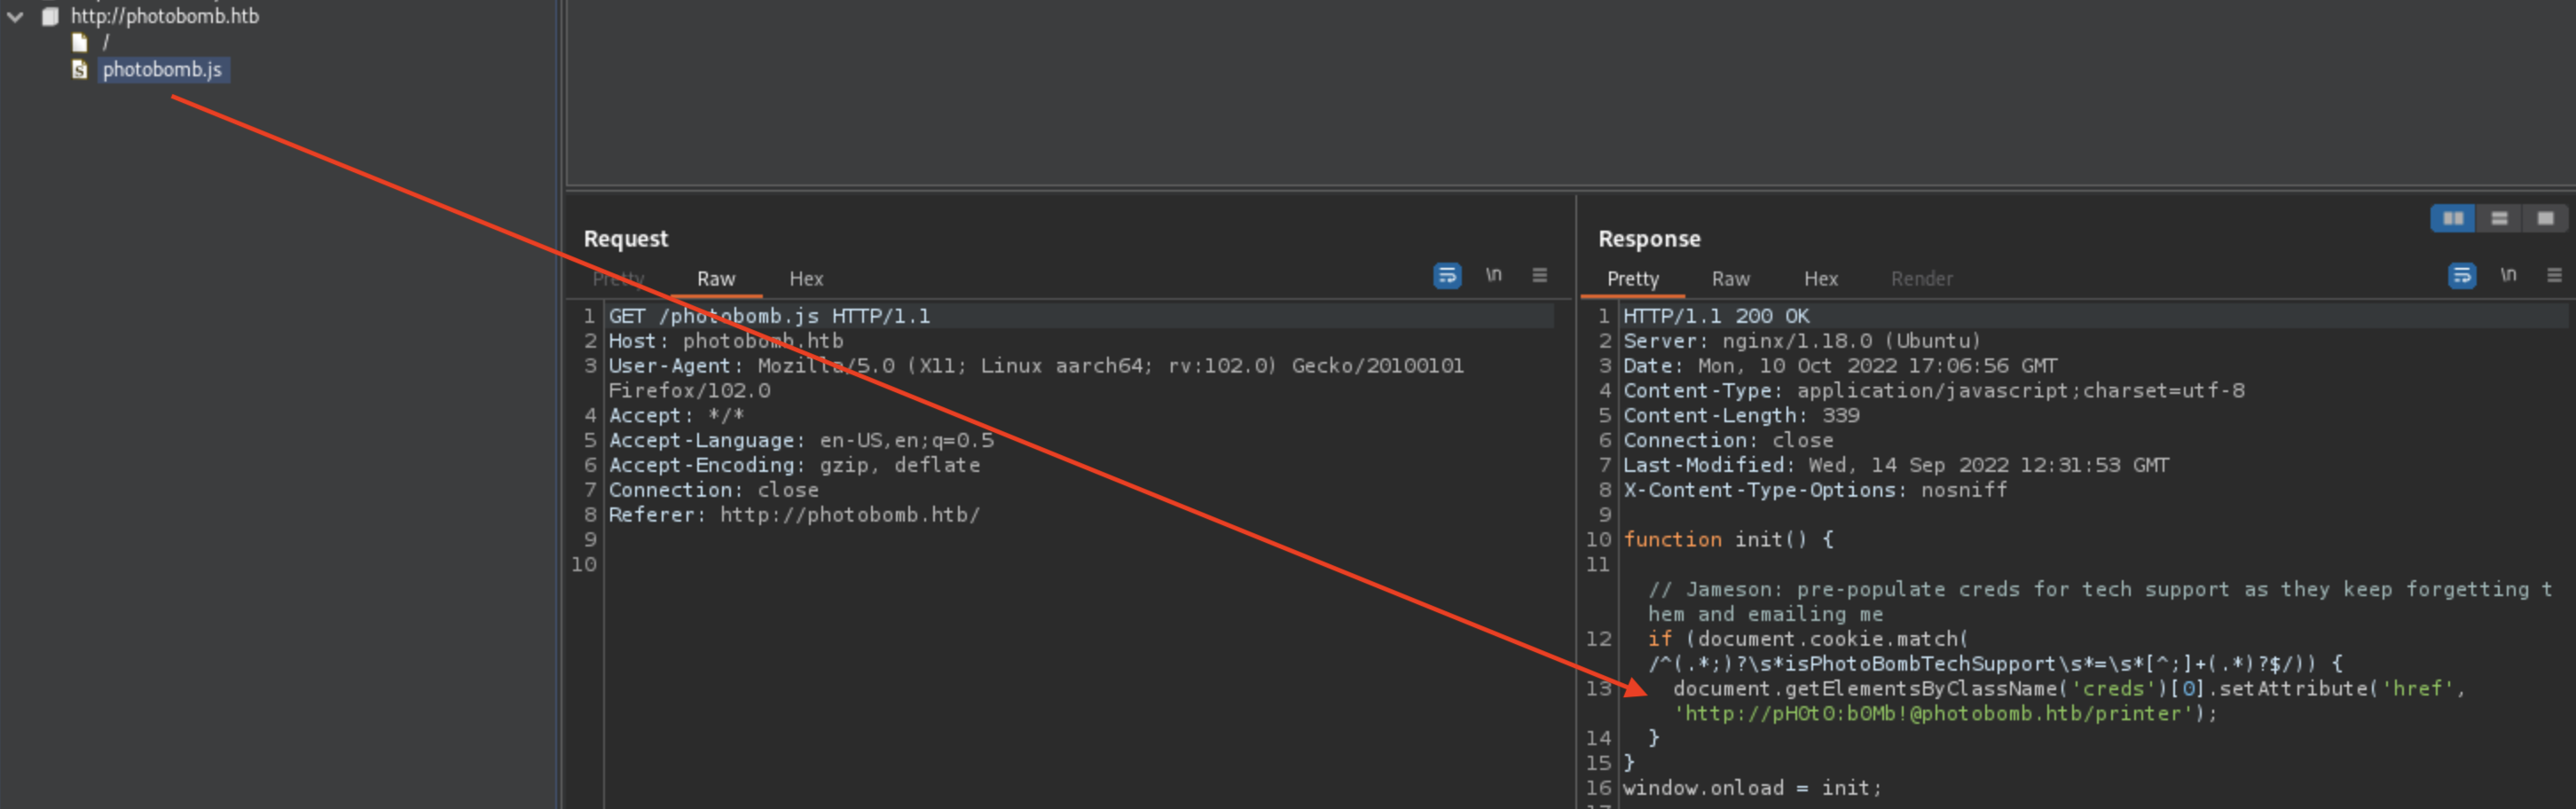 http://photobomb.htb
/
photobomb.js
Request
Pretty Raw Hex
\n
1 GET /photobomb.js HTTP/1.1
2 Host: photobomb.htb
3 User-Agent: Mozilla/5.0 (X11; Linux aarch64; rv:102.0) Gecko/20100101
Firefox/102.0
4 Accept: */*
5 Accept-Language: en-US,en;q=0.5
6 Accept-Encoding: gzip, deflate
7 Connection: close
8 Referer: http://photobomb.htb/
9
10
Response
Pretty Raw Hex Render
\n
1 HTTP/1.1 200 OK
2 Server: nginx/1.18.0 (Ubuntu)
3 Date: Mon, 10 Oct 2022 17:06:56 GMT
4 Content-Type: application/javascript;charset=utf-8
5 Content-Length: 339
6 Connection: close
7 Last-Modified: Wed, 14 Sep 2022 12:31:53 GMT
8 X-Content-Type-Options: nosniff
9
10 function init() {
11
// Jameson: pre-populate creds for tech support as they keep forgetting t
hem and emailing me
12 if (document.cookie.match(
/^(.*;)?\s*isPhotoBombTechSupport\s*=\s*[^;]+(.*)?$/)) {
13 document.getElementsByClassName('creds')[0].setAttribute('href',
'http://pH0t0:b0Mb!@photobomb.htb/printer');
14 }
15 }
16 window.onload = init;
17